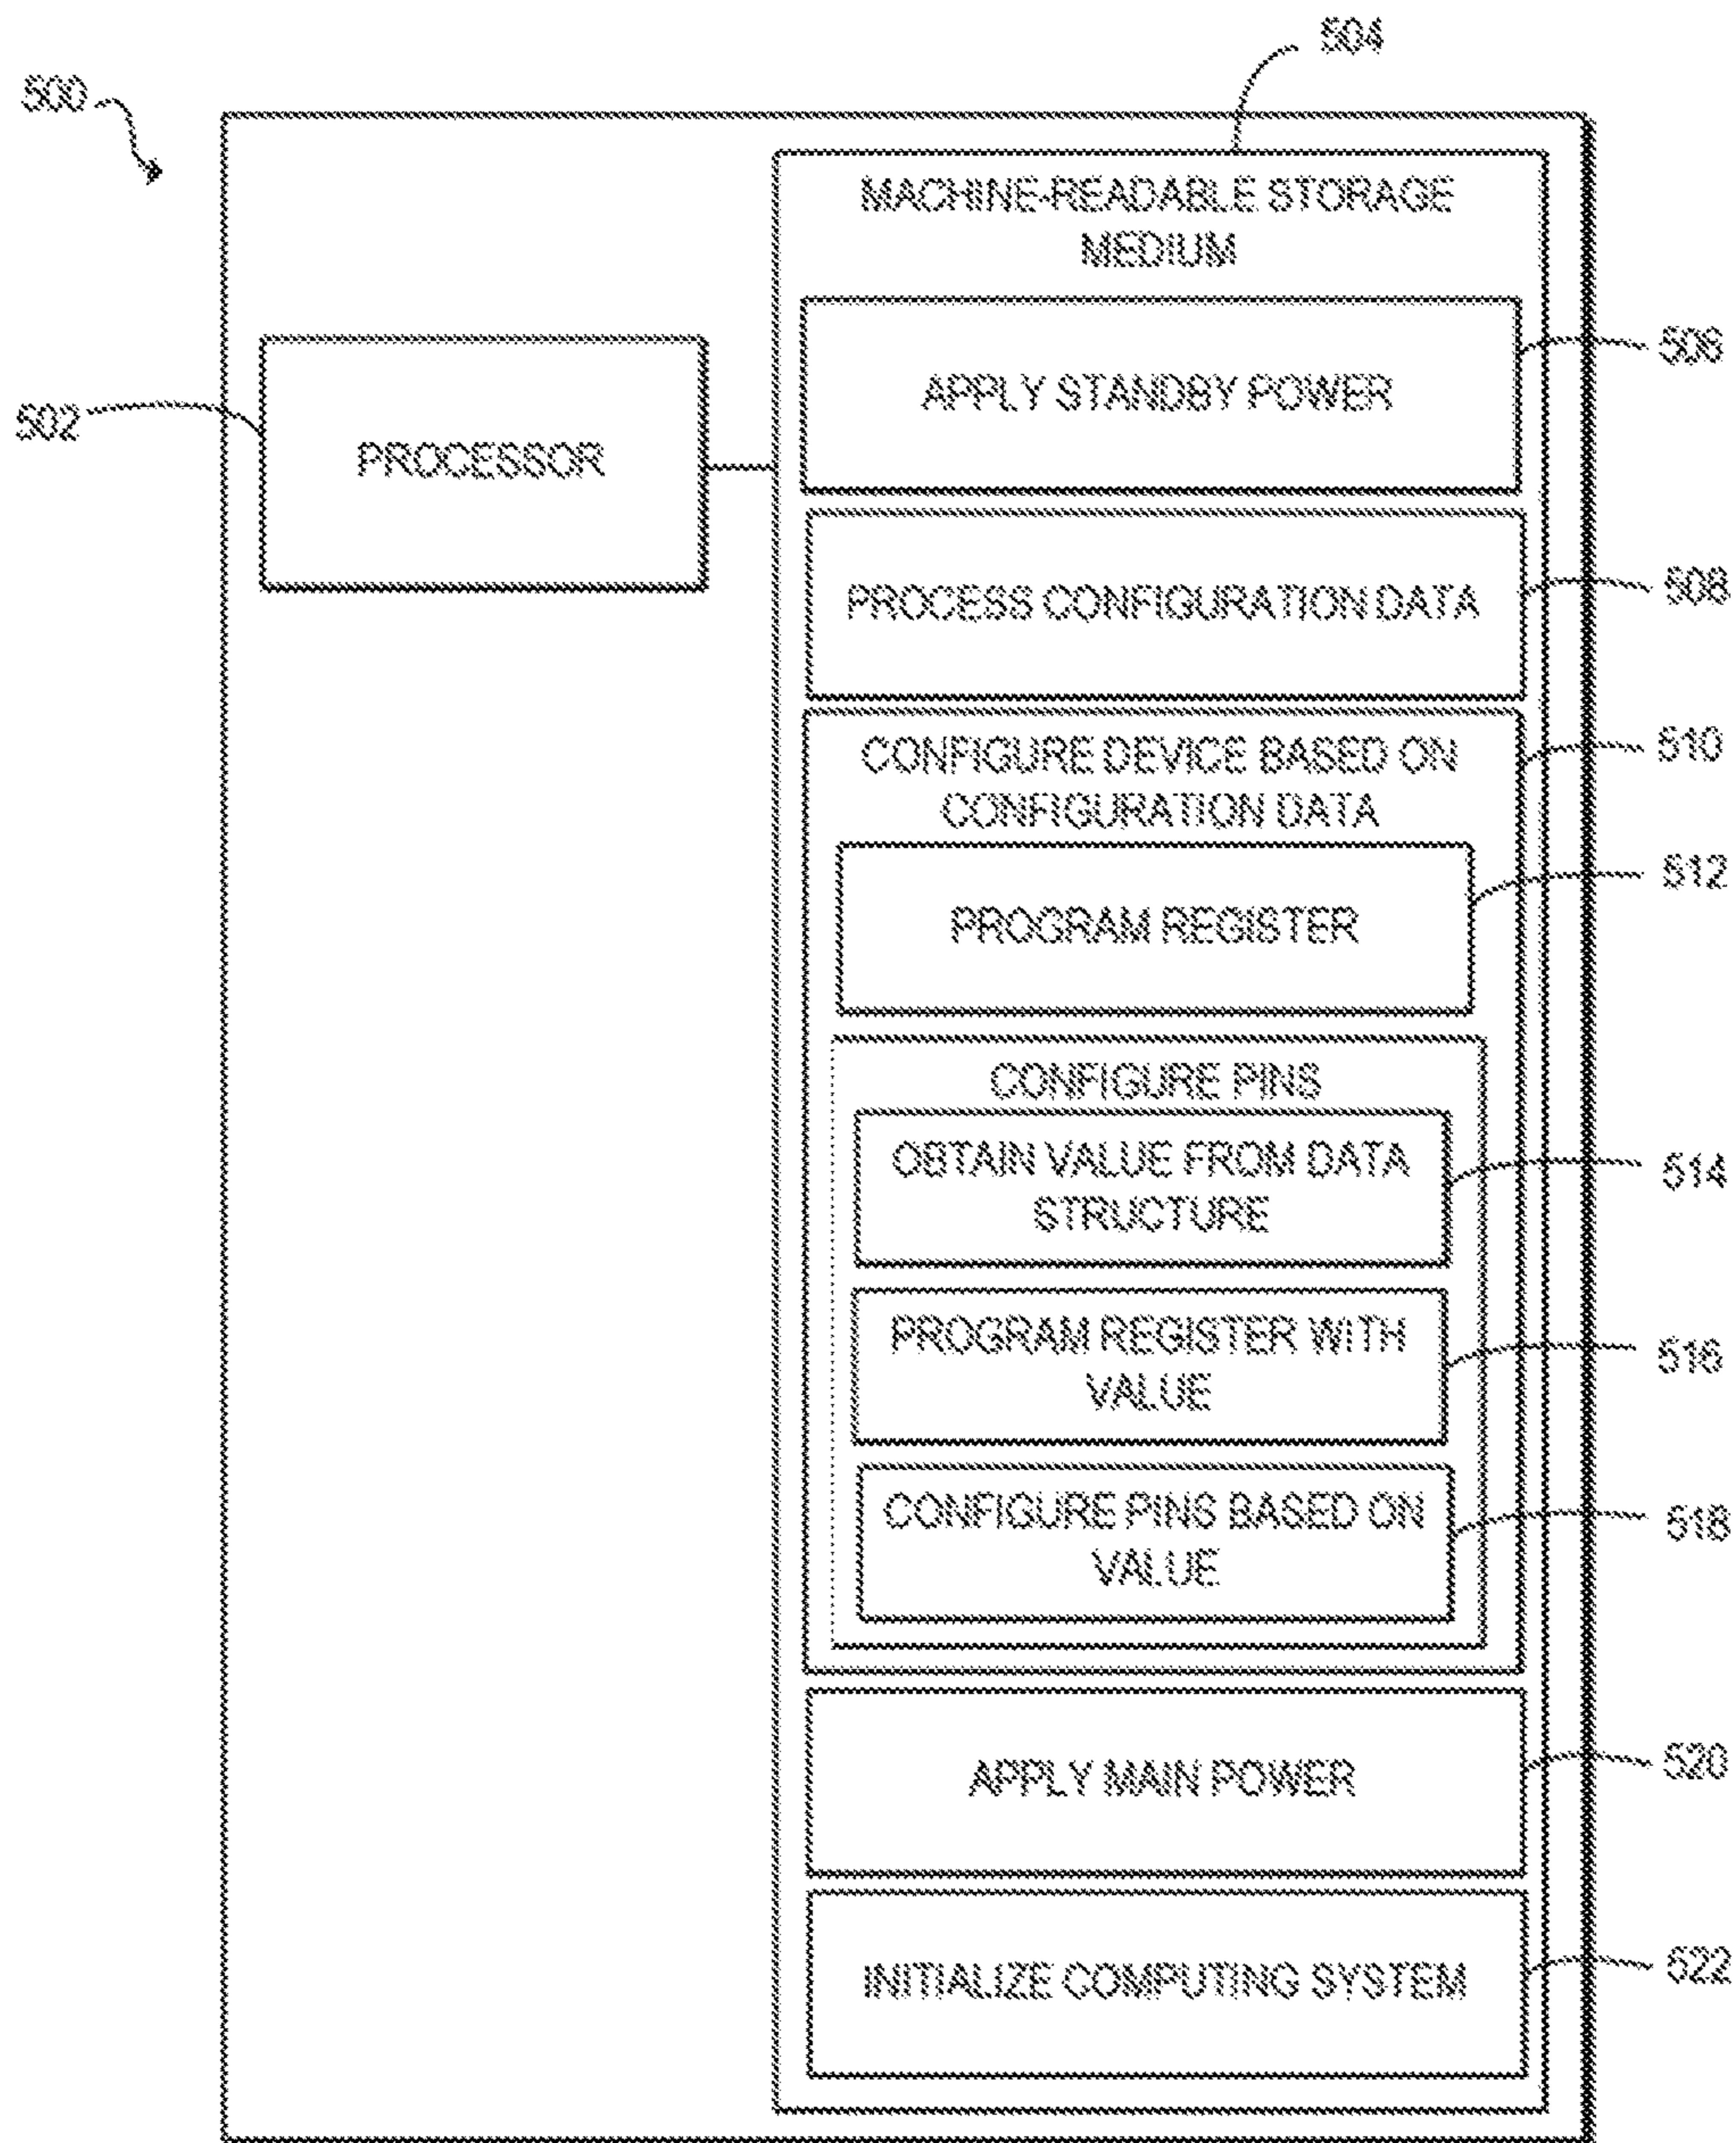 504
500
MACHINE-READABLE STORAGE
MEDIUM
506
APPLY STANDBY POWER
502
PROCESSOR
508
PROCESS CONFIGURATION DATA
510
CONFIGURE DEVICE BASED ON
CONFIGURATION DATA
512
PROGRAM REGISTER
CONFIGURE PINS
OBTAIN VALUE FROM DATA
STRUCTURE
514
PROGRAM REGISTER WITH
VALUE
516
CONFIGURE PINS BASED ON
VALUE
518
APPLY MAIN POWER
520
INITIALIZE COMPUTING SYSTEM
522